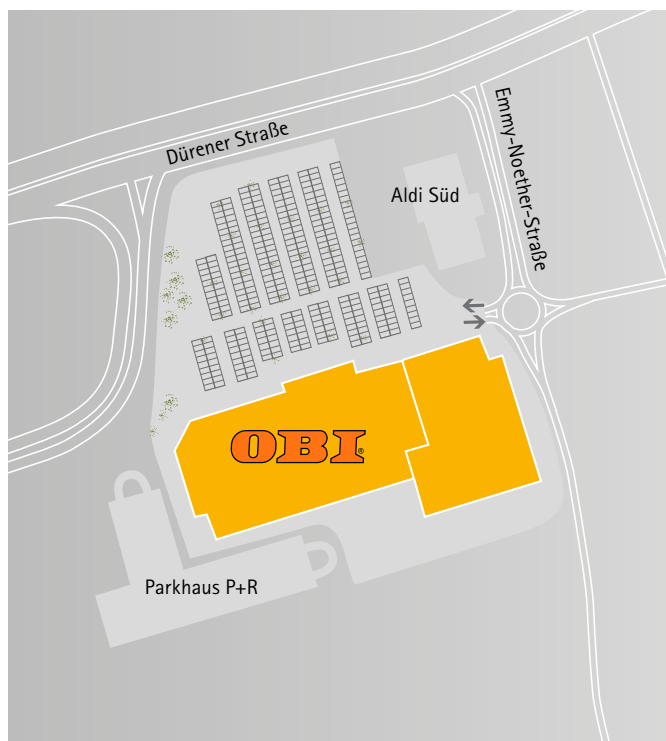 Dürener Straße
Emmy-Noether-Straße
Aldi Süd
OBI®
Parkhaus P+R